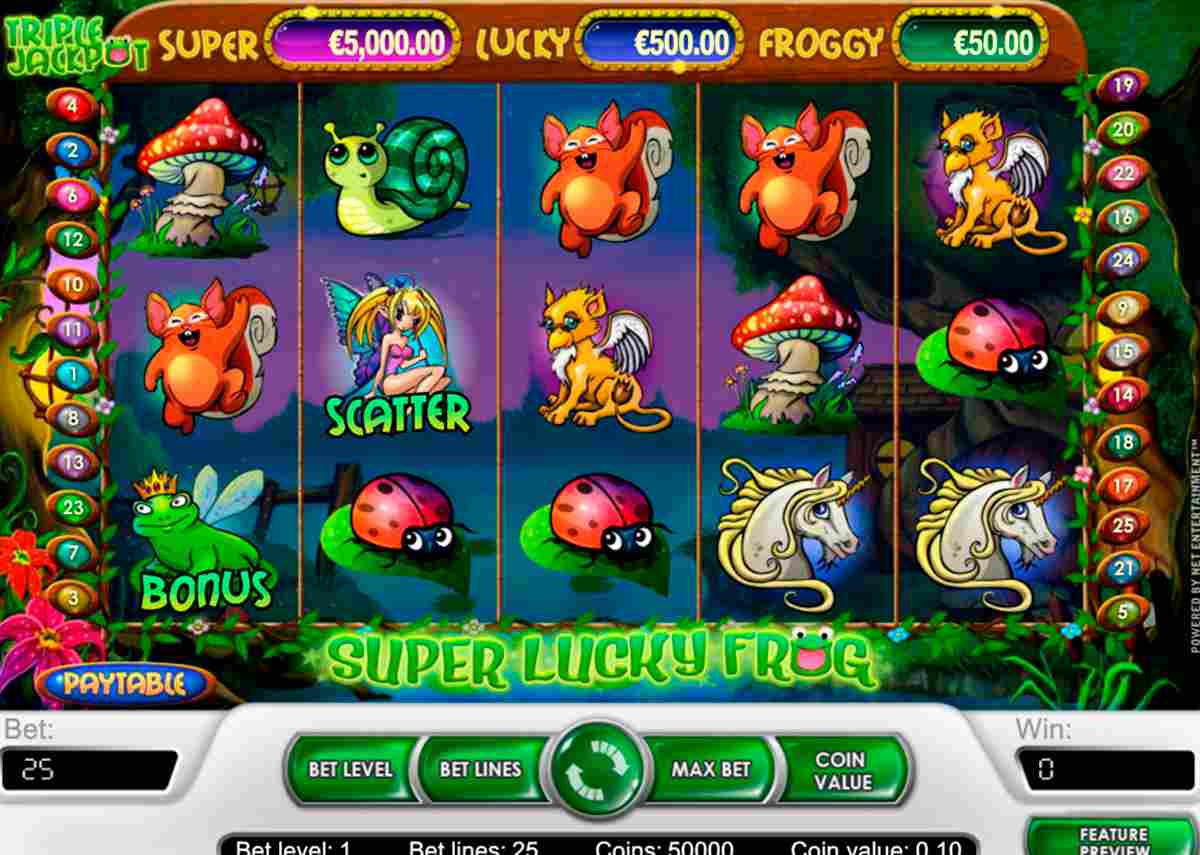 TRIPLE
JACKPOT
SUPER €5,000.00 LUCKY €500.00 FROGGY €50.00
4
2
6
12
10
11
1
8
13
23
7
3
19
20
22
16
24
9
15
14
18
17
25
21
5
SCATTER
BONUS
POWERED BY NET ENTERTAINMENT™
SUPER LUCKY FROG
PAYTABLE
Bet:
25
BET LEVEL
BET LINES
MAX BET
COIN
VALUE
Win:
0
FEATURE
PREVIEW
Bet level: 1 Bet lines: 25 Coins: 50000 Coin value: 0.10